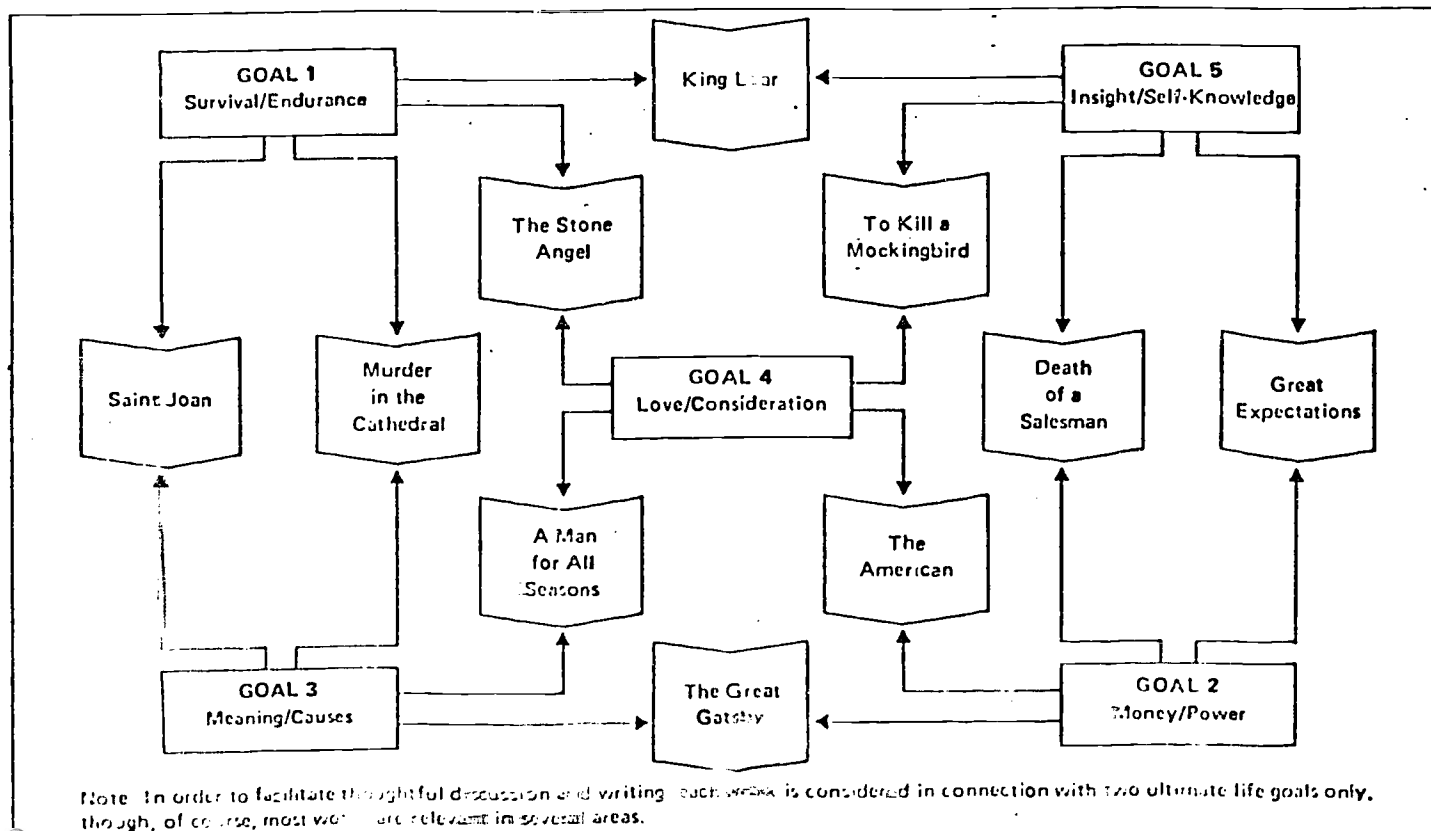 GOAL 1
Survival/Endurance
King Lear
GOAL 5
Insight/Self-Knowledge
The Stone
Angel
To Kill a
Mockingbird
Saint Joan
Murder
in the
Cathedral
GOAL 4
Love/Consideration
Death
of a
Salesman
Great
Expectations
A Man
for All
Seasons
The
American
GOAL 3
Meaning/Causes
The Great
Gatsby
GOAL 2
Money/Power
Note In order to facilitate thoughtful discussion and writing each work is considered in connection with two ultimate life goals only,
though, of course, most works are relevant in several areas.